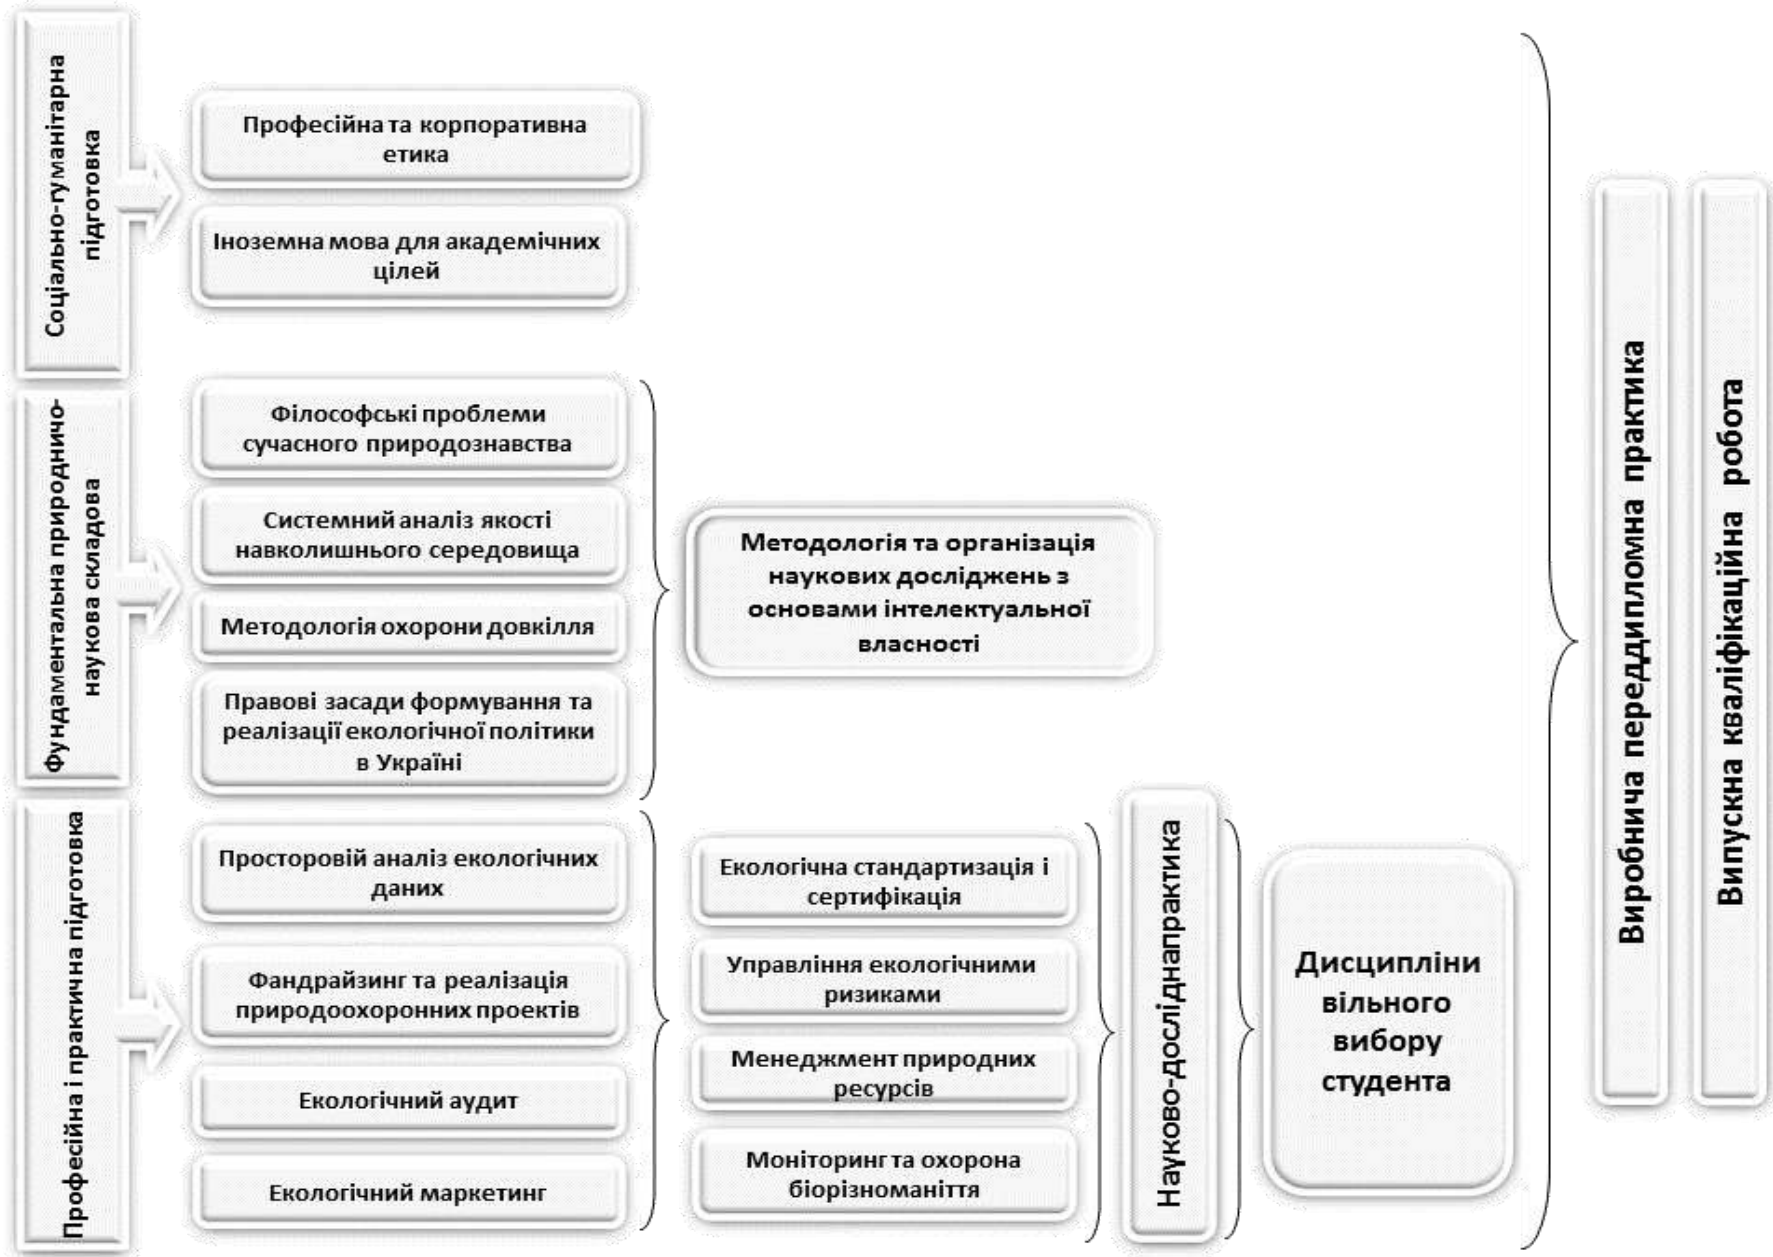 Соціально-гуманітарна
підготовка
Професійна та корпоративна
етика
Іноземна мова для академічних
цілей
Фундаментальна природничо-
наукова складова
Філософські проблеми
сучасного природознавства
Системний аналіз якості
навколишнього середовища
Методологія охорони довкілля
Правові засади формування та
реалізації екологічної політики
в Україні
Методологія та організація
наукових досліджень з
основами інтелектуальної
власності
Професійна і практична підготовка
Просторовій аналіз екологічних
даних
Фандрайзинг та реалізація
природоохоронних проектів
Екологічний аудит
Екологічний маркетинг
Екологічна стандартизація і
сертифікація
Управління екологічними
ризиками
Менеджмент природних
ресурсів
Моніторинг та охорона
біорізноманіття
Науково-дослідна практика
Дисципліни
вільного
вибору
студента
Виробнича переддипломна практика
Випускна кваліфікаційна робота